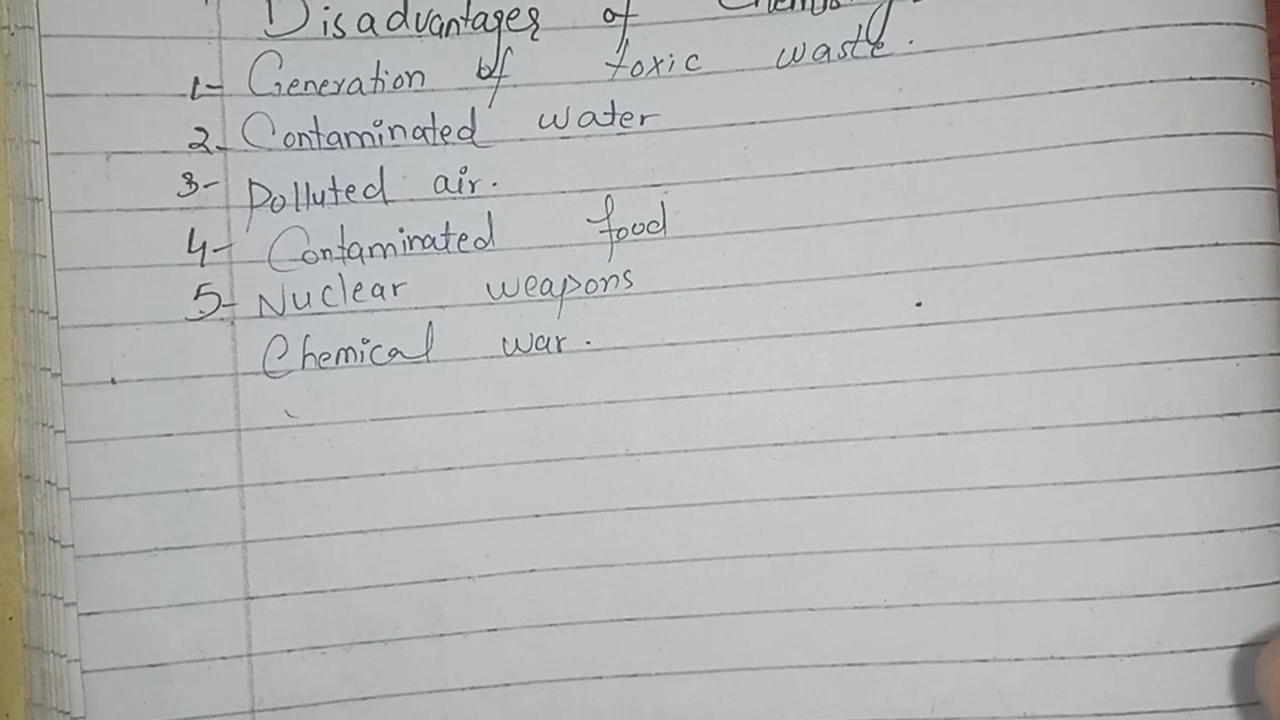 Disadvantages of
1- Generation of toxic waste.
2- Contaminated water
3- Polluted air.
4- Contaminated food
5- Nuclear weapons
Chemical war.